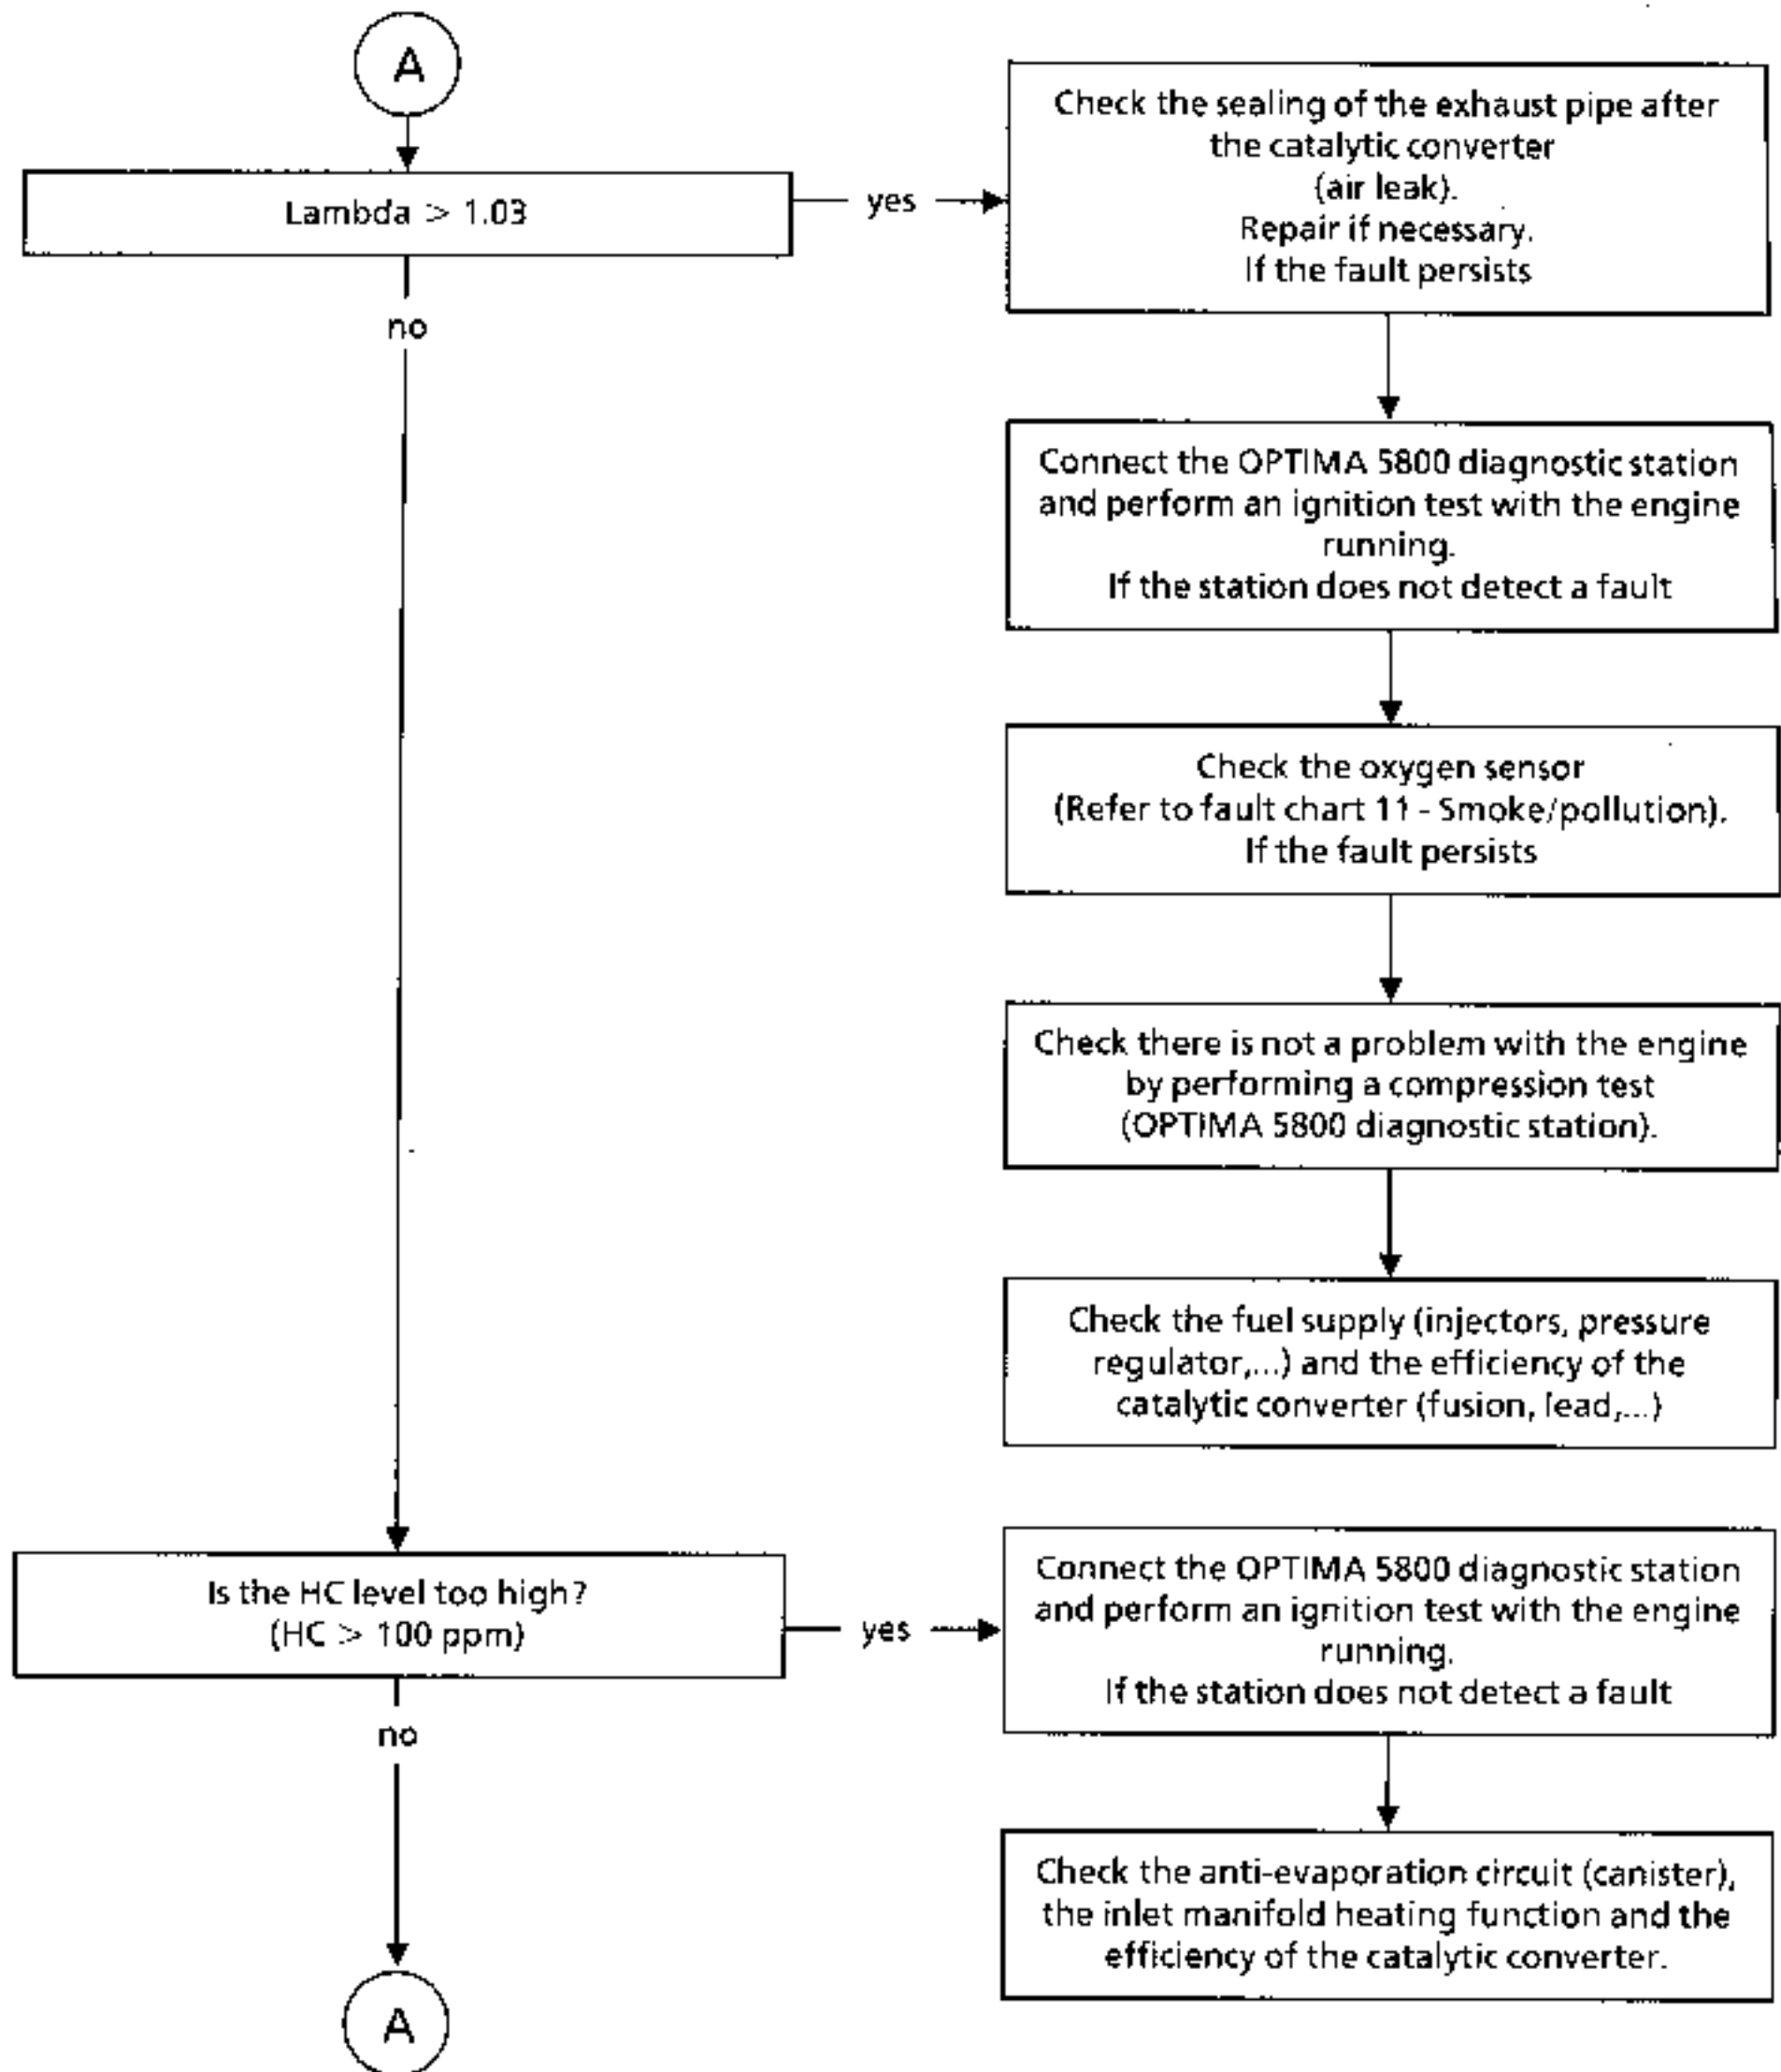 A
Lambda > 1.03
yes
Check the sealing of the exhaust pipe after
the catalytic converter
(air leak).
Repair if necessary.
If the fault persists
no
Connect the OPTIMA 5800 diagnostic station
and perform an ignition test with the engine
running.
If the station does not detect a fault
Check the oxygen sensor
(Refer to fault chart 11 - Smoke/pollution).
If the fault persists
Check there is not a problem with the engine
by performing a compression test
(OPTIMA 5800 diagnostic station).
Check the fuel supply (injectors, pressure
regulator,...) and the efficiency of the
catalytic converter (fusion, lead,...)
Is the HC level too high?
(HC > 100 ppm)
yes
Connect the OPTIMA 5800 diagnostic station
and perform an ignition test with the engine
running.
If the station does not detect a fault
no
Check the anti-evaporation circuit (canister),
the inlet manifold heating function and the
efficiency of the catalytic converter.
A